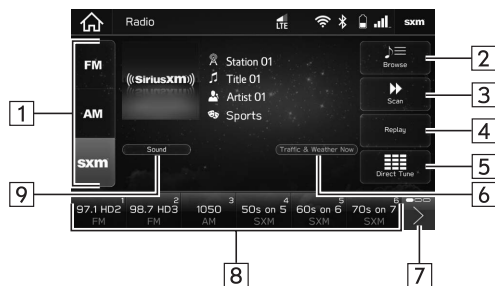 Radio LTE sxm
FM
AM
sxm
((SiriusXM))
Station 01
Title 01
Artist 01
Sports
Browse
Scan
Replay
Direct Tune
Sound
Traffic & Weather Now
1 2 3 4 5 6
97.1 HD2 98.7 HD3 1050 50s on 5 60s on 6 70s on 7
FM FM AM SXM SXM SXM
1
2
3
4
5
6
7
8
9